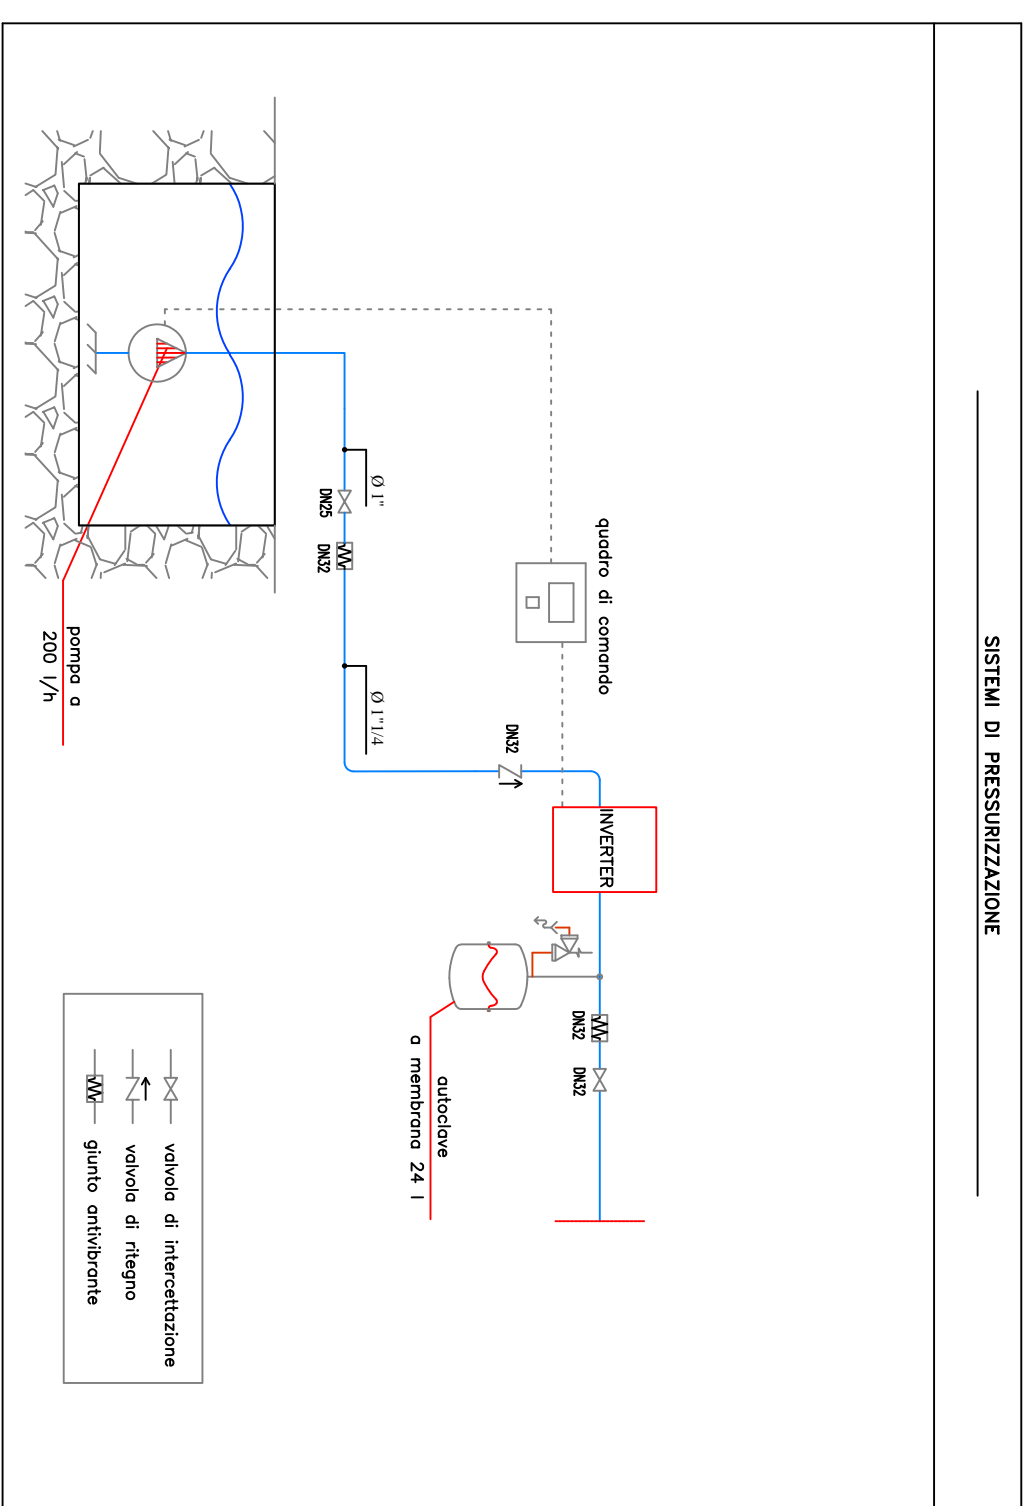 SISTEMI DI PRESSURIZZAZIONE
quadro di comando
INVERTER
DN32
DN32
DN32
Ø 1"
DN25
DN32
Ø 1"1/4
autoclave
a membrana 24 l
pompa a
200 l/h
valvola di intercettazione
valvola di ritegno
giunto antivibrante